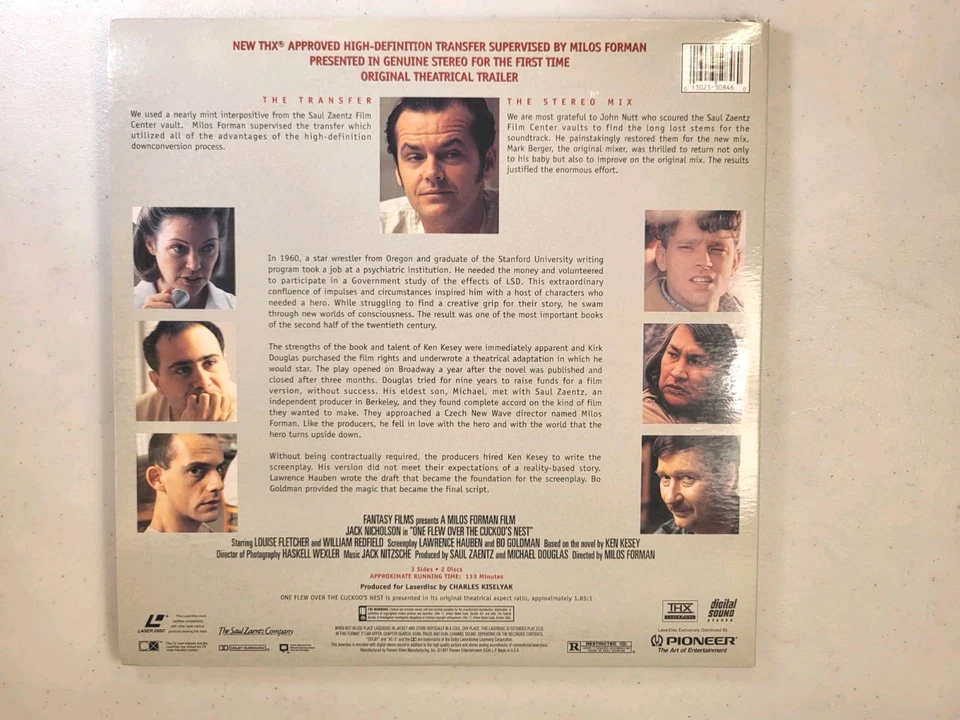 NEW THX® APPROVED HIGH-DEFINITION TRANSFER SUPERVISED BY MILOS FORMAN
PRESENTED IN GENUINE STEREO FOR THE FIRST TIME
ORIGINAL THEATRICAL TRAILER
0 13023-50846 0
THE TRANSFER
We used a nearly mint interpositive from the Saul Zaentz Film
Center vault. Milos Forman supervised the transfer which
utilized all of the advantages of the high-definition
downconversion process.
THE STEREO MIX
We are most grateful to John Nutt who scoured the Saul Zaentz
Film Center vaults to find the long lost stems for the
soundtrack. He painstakingly restored them for the new mix.
Mark Berger, the original mixer, was thrilled to return not only
to his baby but also to improve on the original mix. The results
justified the enormous effort.
In 1960, a star wrestler from Oregon and graduate of the Stanford University writing
program took a job at a psychiatric institution. He needed the money and volunteered
to participate in a Government study of the effects of LSD. This extraordinary
confluence of impulses and circumstances inspired him with a host of characters who
needed a hero. While struggling to find a creative grip for their story, he swam
through new worlds of consciousness. The result was one of the most important books
of the second half of the twentieth century.
The strengths of the book and talent of Ken Kesey were immediately apparent and Kirk
Douglas purchased the film rights and underwrote a theatrical adaptation in which he
would star. The play opened on Broadway a year after the novel was published and
closed after three months. Douglas tried for nine years to raise funds for a film
version, without success. His eldest son, Michael, met with Saul Zaentz, an
independent producer in Berkeley, and they found complete accord on the kind of film
they wanted to make. They approached a Czech New Wave director named Milos
Forman. Like the producers, he fell in love with the hero and with the world that the
hero turns upside down.
Without being contractually required, the producers hired Ken Kesey to write the
screenplay. His version did not meet their expectations of a reality-based story.
Lawrence Hauben wrote the draft that became the foundation for the screenplay. Bo
Goldman provided the magic that became the final script.
FANTASY FILMS presents A MILOS FORMAN FILM
JACK NICHOLSON in "ONE FLEW OVER THE CUCKOO'S NEST"
Starring LOUISE FLETCHER and WILLIAM REDFIELD Screenplay LAWRENCE HAUBEN and BO GOLDMAN Based on the novel by KEN KESEY
Director of Photography HASKELL WEXLER Music JACK NITZSCHE Produced by SAUL ZAENTZ and MICHAEL DOUGLAS Directed by MILOS FORMAN
3 Sides • 2 Discs
APPROXIMATE RUNNING TIME: 133 Minutes
Produced for Laserdisc by CHARLES KISELYAK
ONE FLEW OVER THE CUCKOO'S NEST is presented in its original theatrical aspect ratio, approximately 1.85:1
LASER DISC
The Saul Zaentz Company
DOLBY SURROUND
R RESTRICTED
THX
digital
SOUND
STEREO
LaserDisc Exclusively Distributed By
PIONEER
The Art of Entertainment